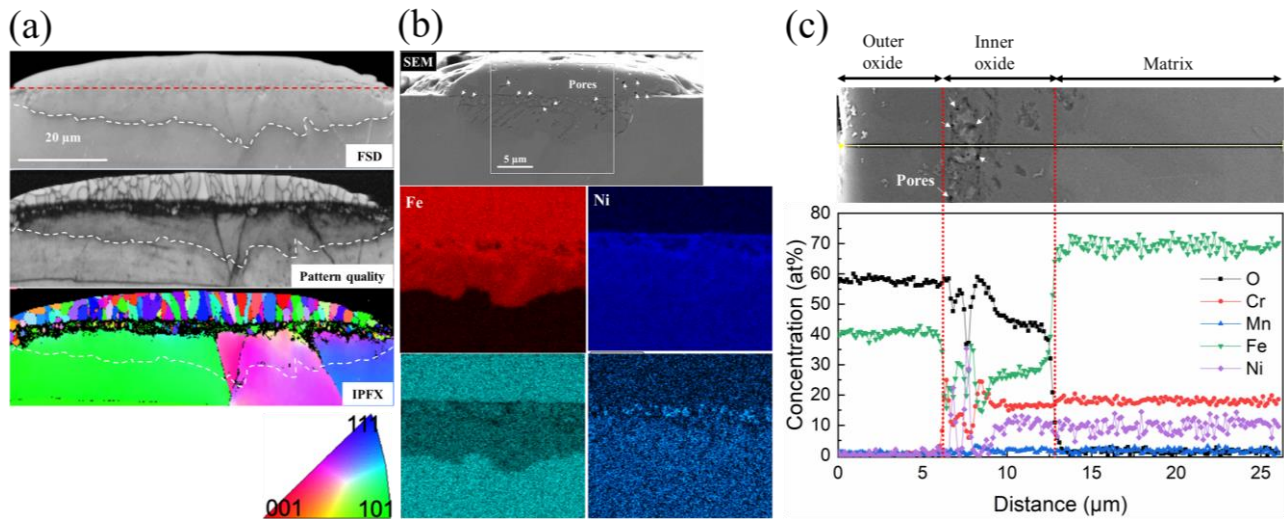 (a)
20 μm
FSD
Pattern quality
IPFX
111
001
101
(b)
SEM
Pores
5 μm
Fe
Ni
(c)
Outer
oxide
Inner
oxide
Matrix
Pores
80
70
60
50
40
30
20
10
0
Concentration (at%)
O
Cr
Mn
Fe
Ni
0 5 10 15 20 25
Distance (μm)